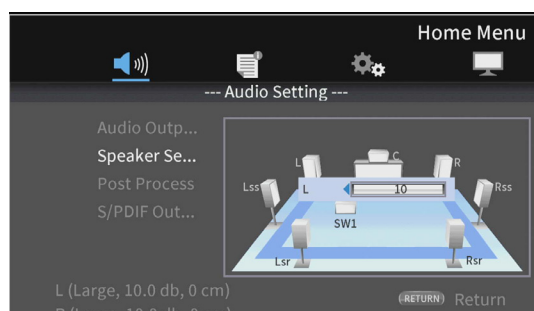 Home Menu
--- Audio Setting ---
Audio Outp...
Speaker Se...
Post Process
S/PDIF Out...
L
C
R
Lss
L
10
Rss
SW1
Lsr
Rsr
L (Large, 10.0 db, 0 cm)
RETURN Return